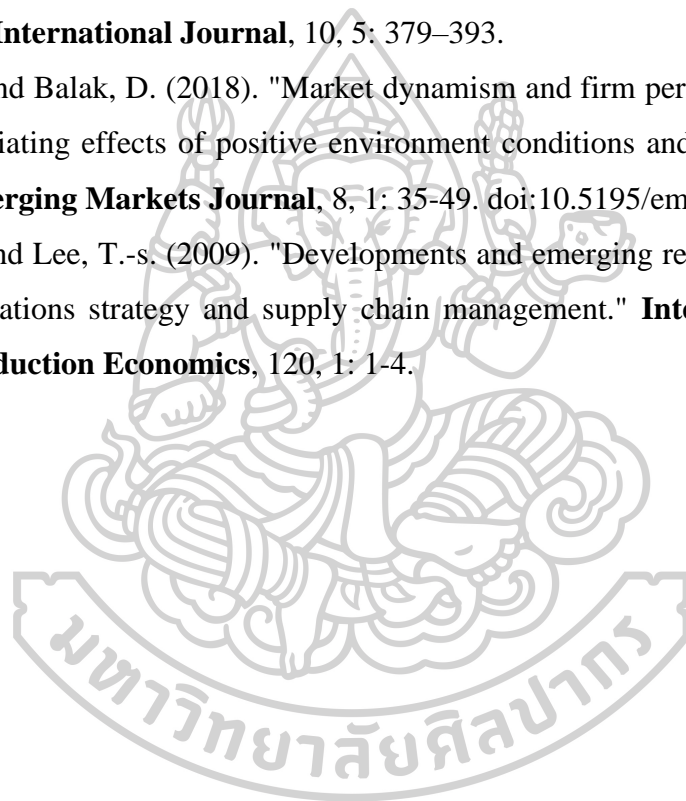 International Journal, 10, 5: 379–393.
nd Balak, D. (2018). "Market dynamism and firm per
iating effects of positive environment conditions and
erging Markets Journal, 8, 1: 35-49. doi:10.5195/em
nd Lee, T.-s. (2009). "Developments and emerging re
ations strategy and supply chain management." Inte
duction Economics, 120, 1: 1-4.
มหาวิทยาลัยศิลปากร